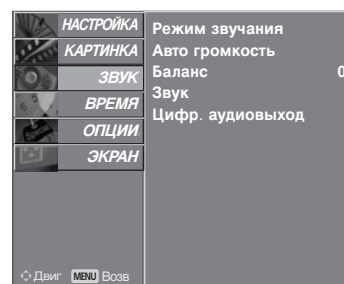 НАСТРОЙКА
КАРТИНКА
ЗВУК
ВРЕМЯ
ОПЦИИ
ЭКРАН
Режим звучания
Авто громкость
Баланс 0
Звук
Цифр. аудиовыход
Двиг MENU Возв